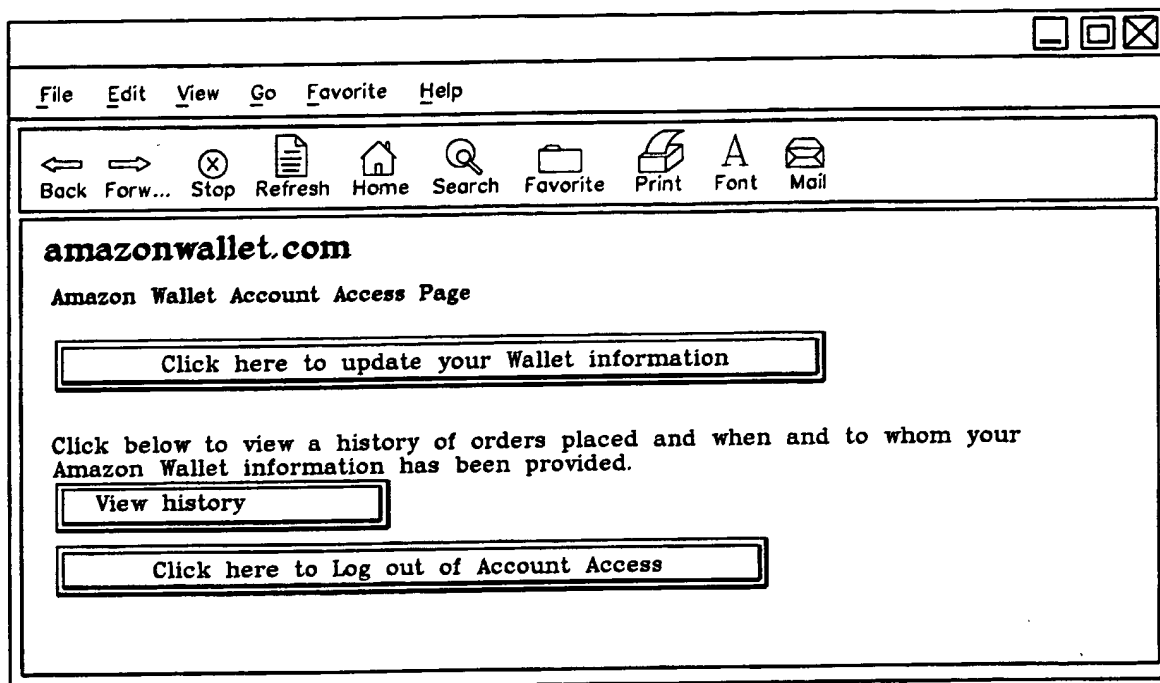 File Edit View Go Favorite Help
Back Forw... Stop Refresh Home Search Favorite Print Font Mail
amazonwallet.com
Amazon Wallet Account Access Page
Click here to update your Wallet information
Click below to view a history of orders placed and when and to whom your
Amazon Wallet information has been provided.
View history
Click here to Log out of Account Access